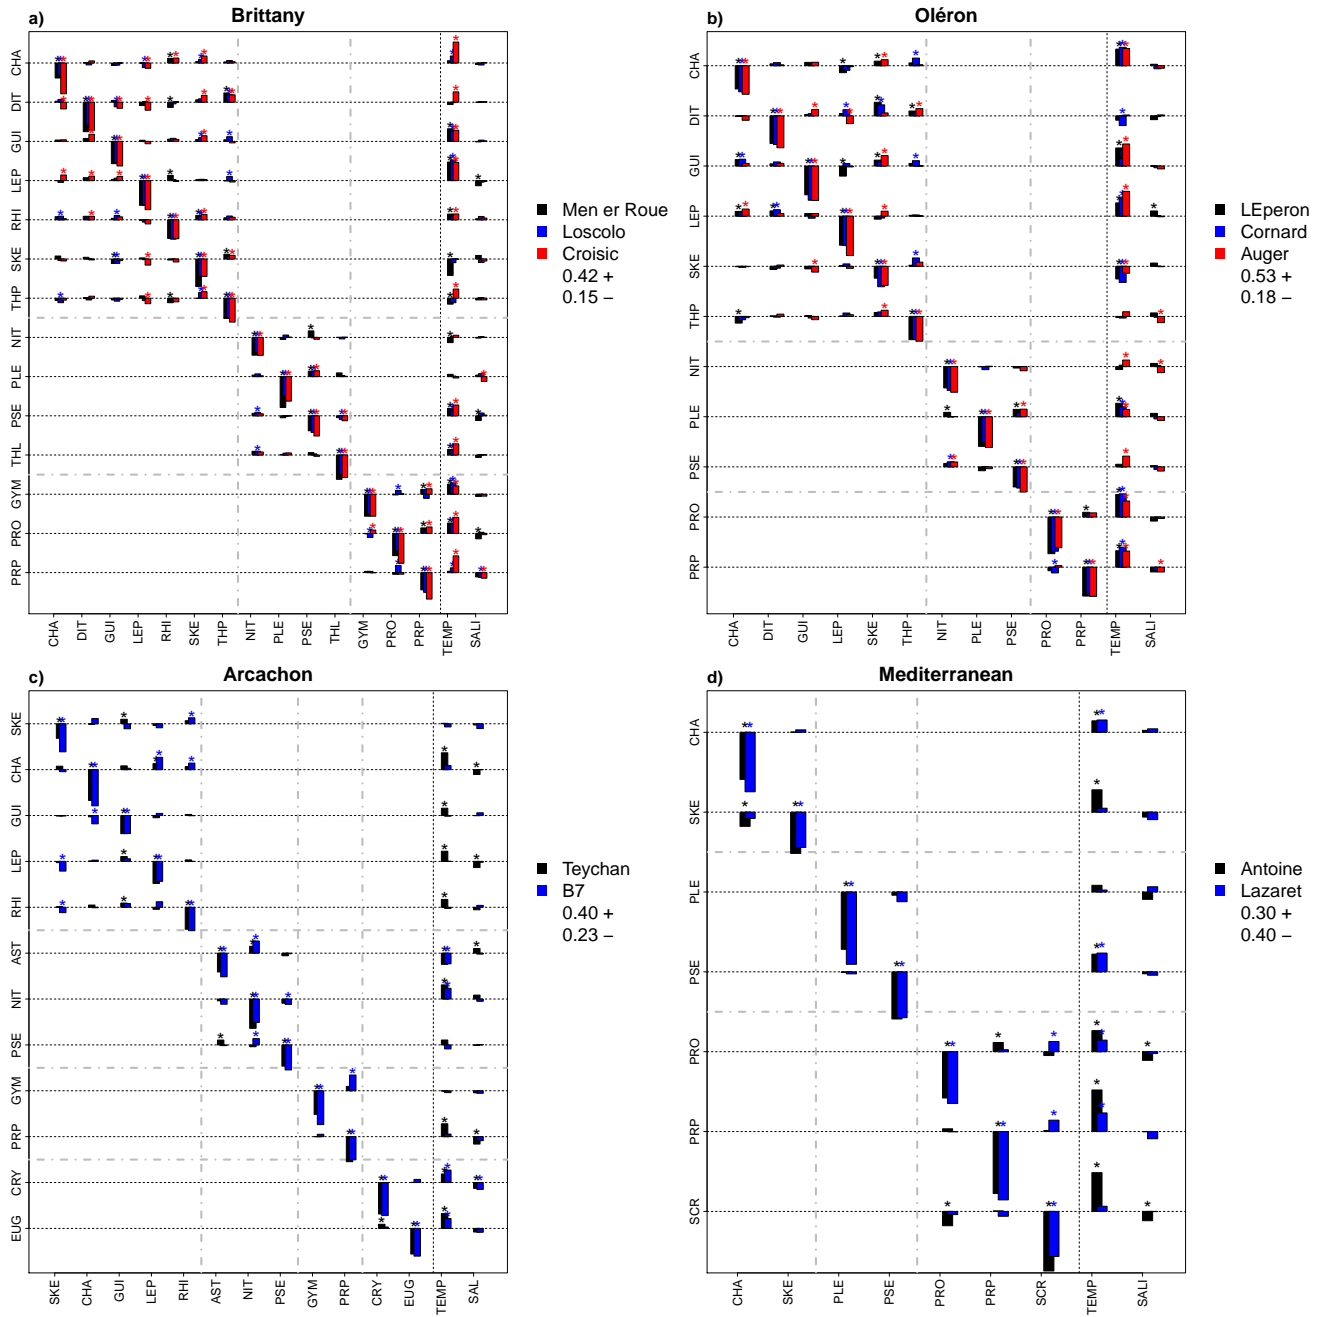 a) Brittany
CHA
DIT
GUI
LEP
RHI
SKE
THP
NIT
PLE
PSE
THL
GYM
PRO
PRP
CHA DIT GUI LEP RHI SKE THP NIT PLE PSE THL GYM PRO PRP TEMP SALI
Men er Roue
Loscolo
Croisic
0.42 +
0.15 −
b) Oléron
CHA
DIT
GUI
LEP
SKE
THP
NIT
PLE
PSE
PRO
PRP
CHA DIT GUI LEP SKE THP NIT PLE PSE PRO PRP TEMP SALI
LEperon
Cornard
Auger
0.53 +
0.18 −
c) Arcachon
SKE
CHA
GUI
LEP
RHI
AST
NIT
PSE
GYM
PRP
CRY
EUG
SKE CHA GUI LEP RHI AST NIT PSE GYM PRP CRY EUG TEMP SAL
Teychan
B7
0.40 +
0.23 −
d) Mediterranean
CHA
SKE
PLE
PSE
PRO
PRP
SCR
CHA SKE PLE PSE PRO PRP SCR TEMP SALI
Antoine
Lazaret
0.30 +
0.40 −